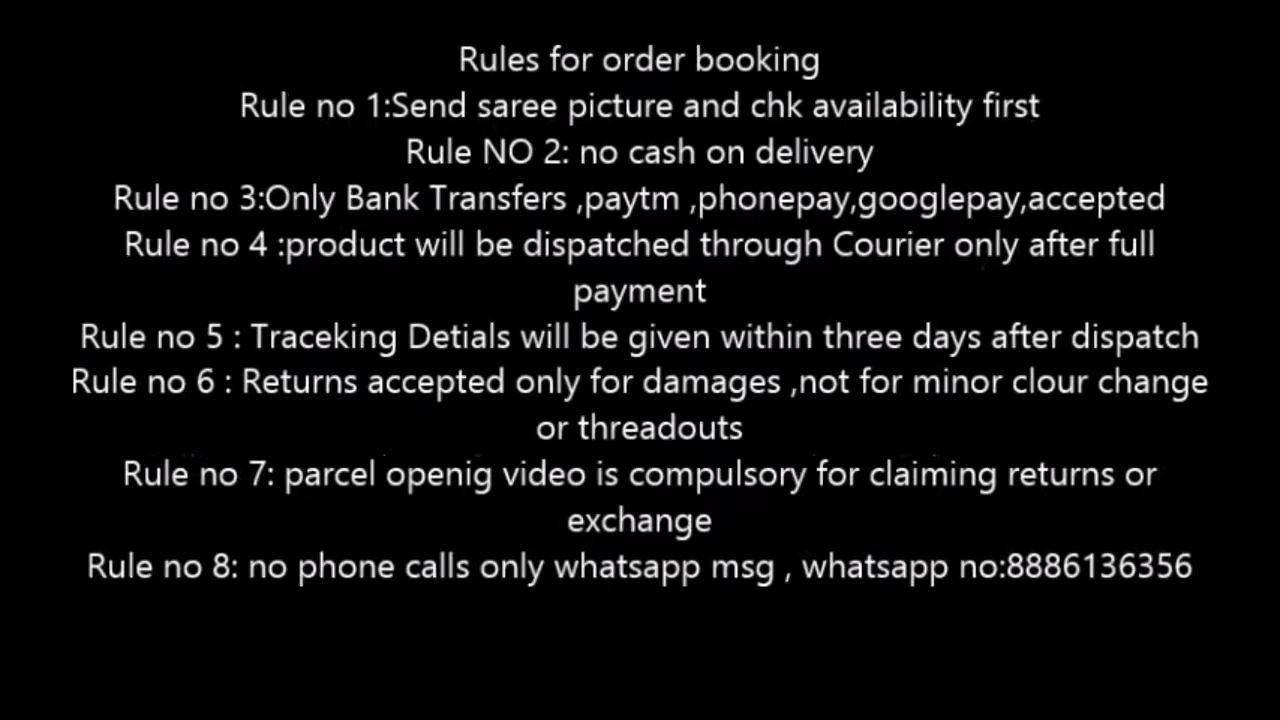 Rules for order booking
Rule no 1:Send saree picture and chk availability first
Rule NO 2: no cash on delivery
Rule no 3:Only Bank Transfers ,paytm ,phonepay,googlepay,accepted
Rule no 4 :product will be dispatched through Courier only after full
payment
Rule no 5 : Traceking Detials will be given within three days after dispatch
Rule no 6 : Returns accepted only for damages ,not for minor clour change
or threadouts
Rule no 7: parcel openig video is compulsory for claiming returns or
exchange
Rule no 8: no phone calls only whatsapp msg , whatsapp no:8886136356